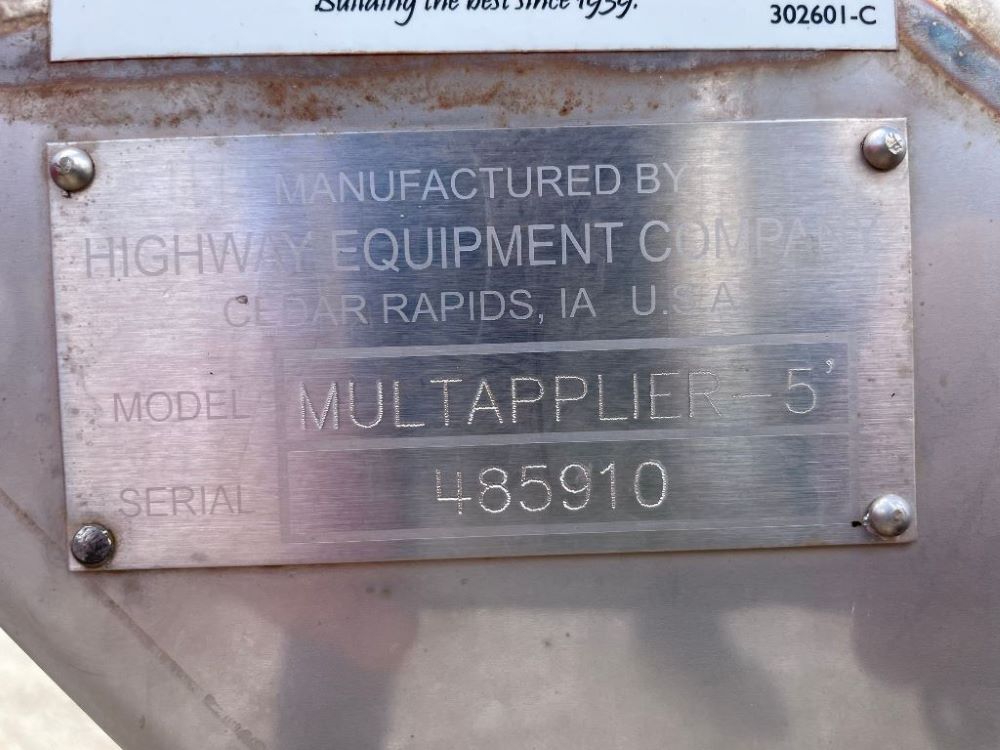 Building the best since 1939.
302601-C
MANUFACTURED BY
HIGHWAY EQUIPMENT COMPANY
CEDAR RAPIDS, IA U.S.A.
MODEL MULTAPPLIER-5'
SERIAL 485910